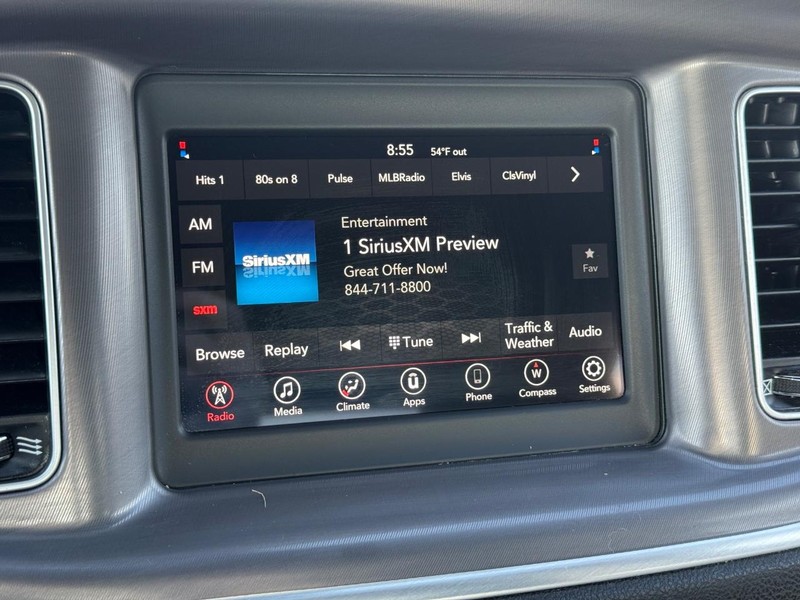 8:55 54°F out
Hits 1 80s on 8 Pulse MLBRadio Elvis ClsVinyl
AM
FM
sxm
SiriusXM
Entertainment
1 SiriusXM Preview
Great Offer Now!
844-711-8800
Fav
Browse Replay Tune Traffic & Weather Audio
Radio Media Climate Apps Phone W Compass Settings